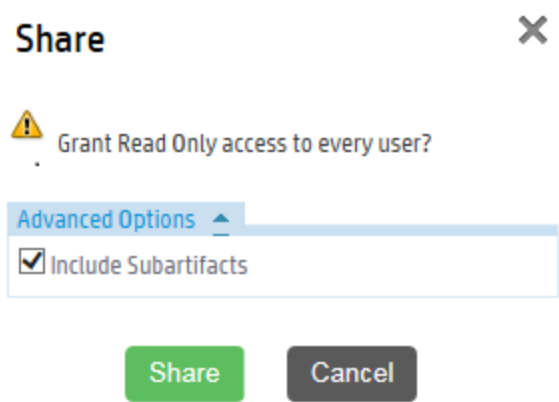 Share
Grant Read Only access to every user?
Advanced Options
Include Subartifacts
Share
Cancel